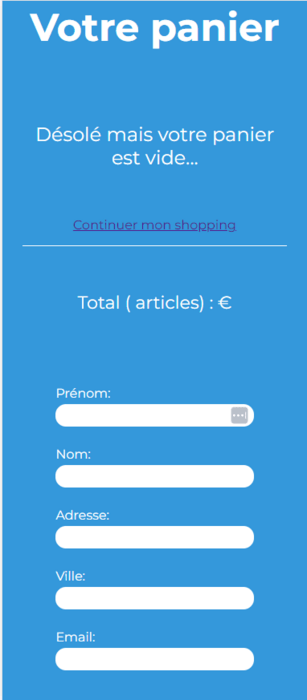 Votre panier
Désolé mais votre panier
est vide...
Continuer mon shopping
Total ( articles) : €
Prénom:
Nom:
Adresse:
Ville:
Email: